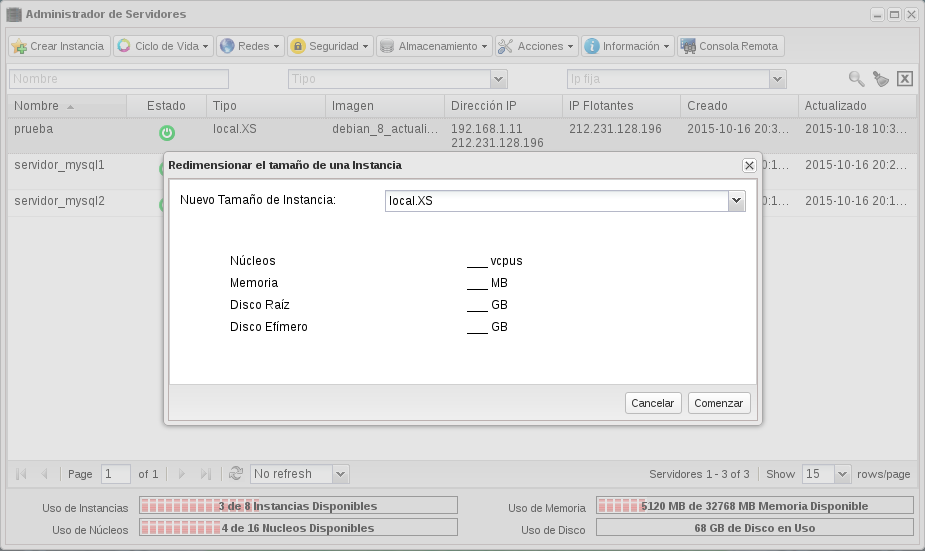 Administrador de Servidores
Crear Instancia Ciclo de Vida Redes Seguridad Almacenamiento Acciones Información Consola Remota
Nombre Tipo Ip fija
Nombre Estado Tipo Imagen Dirección IP IP Flotantes Creado Actualizado
prueba local.XS debian_8_actuali... 192.168.1.11 212.231.128.196 2015-10-16 20:3... 2015-10-18 10:3...
212.231.128.196
Redimensionar el tamaño de una Instancia
servidor_mysql1 0:1... 2015-10-16 20:2...
Nuevo Tamaño de Instancia: local.XS
servidor_mysql2 0:1... 2015-10-16 20:1...
Núcleos ___ vcpus
Memoria ___ MB
Disco Raíz ___ GB
Disco Efímero ___ GB
Cancelar Comenzar
Page 1 of 1 No refresh Servidores 1 - 3 of 3 Show 15 rows/page
Uso de Instancias 3 de 8 Instancias Disponibles Uso de Memoria 5120 MB de 32768 MB Memoria Disponible
Uso de Núcleos 4 de 16 Nucleos Disponibles Uso de Disco 68 GB de Disco en Uso